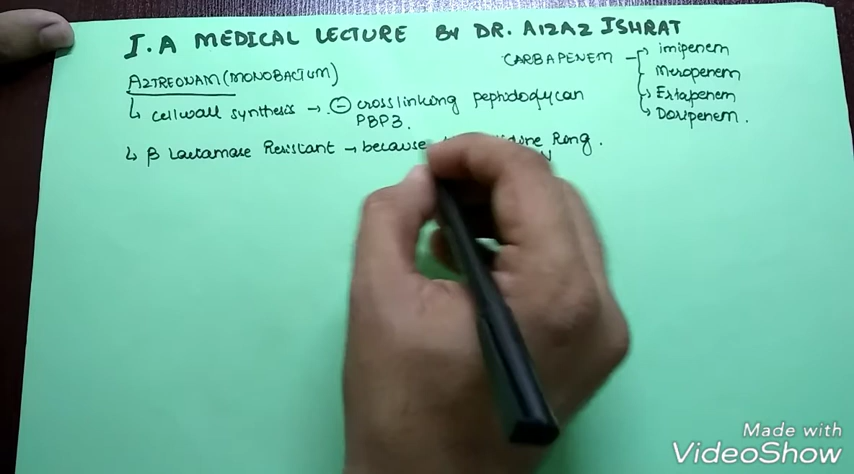 I.A MEDICAL LECTURE BY DR. AIZAZ ISHRAT
CARBAPENEM → imipenem
Meropenem
Ertapenem
Doripenem.
AZTREONAM (MONOBACTUM)
↳ cellwall synthesis → ⊖ crosslinking peptidoglycan
PBP3.
↳ β Lactamase Resistant → because Ring.
Made with
VideoShow